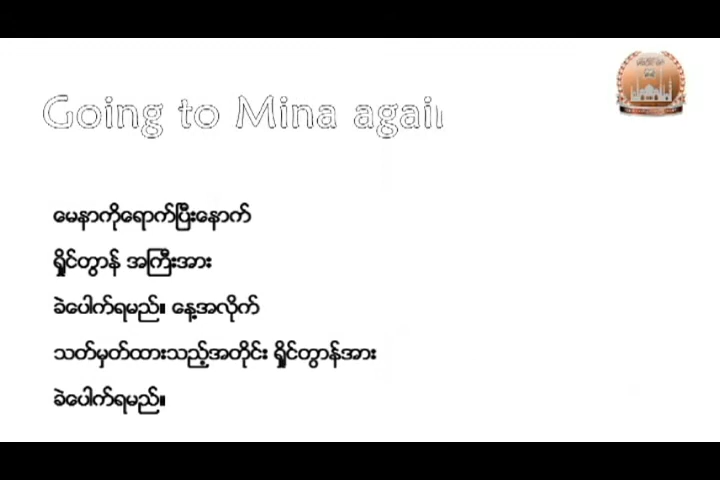 Going to Mina agair
မေနာကိုရောက်ပြီးနောက်
ရှိုင်တွာန် အကြီးအား
ခဲပေါက်ရမည်။ နေ့အလိုက်
သတ်မှတ်ထားသည့်အတိုင်း ရှိုင်တွာန်အား
ခဲပေါက်ရမည်။